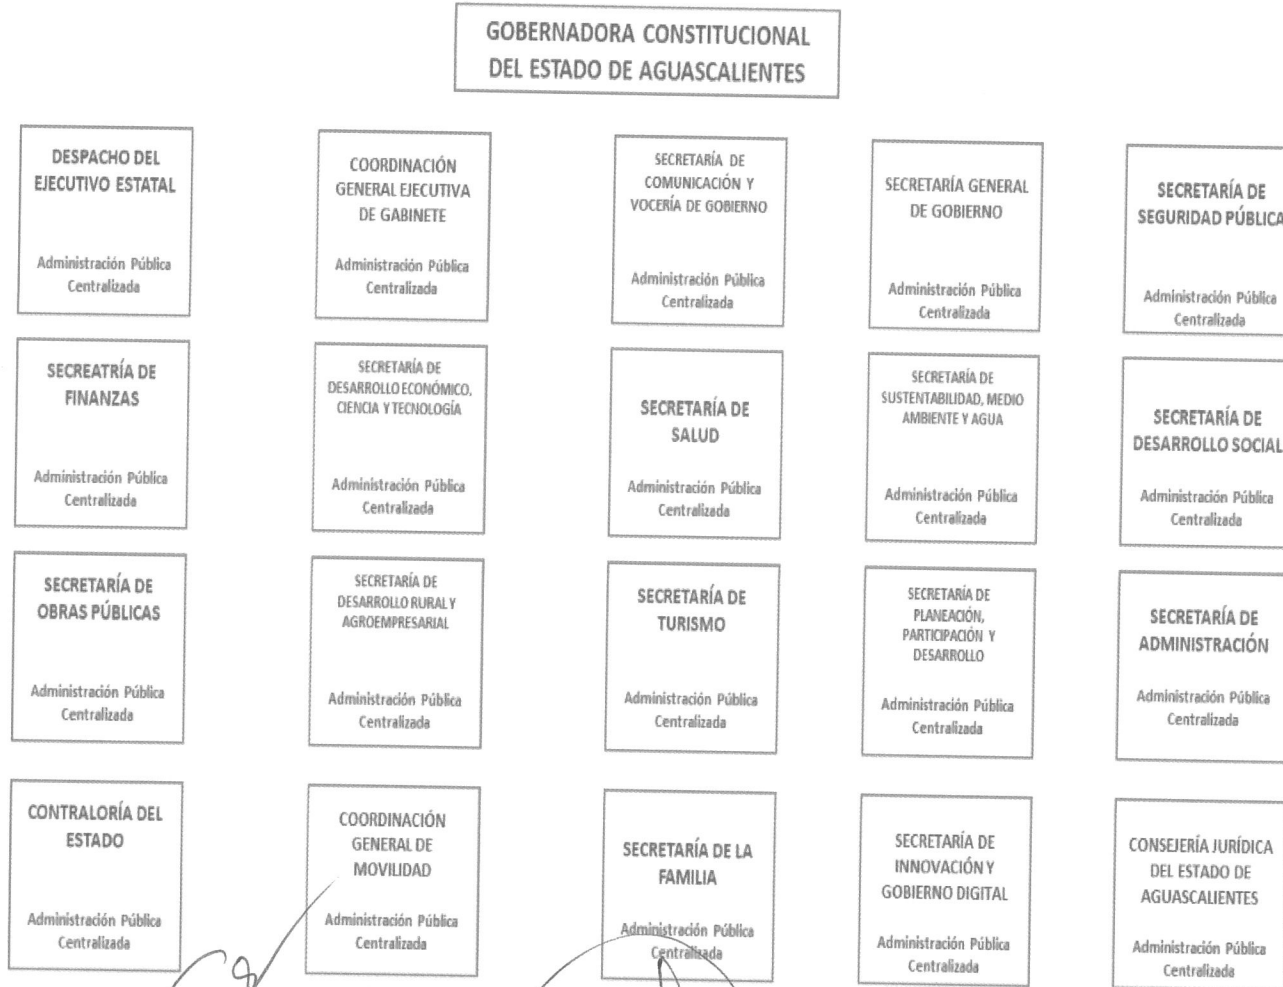 GOBERNADORA CONSTITUCIONAL
DEL ESTADO DE AGUASCALIENTES
DESPACHO DEL
EJECUTIVO ESTATAL
Administración Pública
Centralizada
COORDINACIÓN
GENERAL EJECUTIVA
DE GABINETE
Administración Pública
Centralizada
SECRETARÍA DE
COMUNICACIÓN Y
VOCERÍA DE GOBIERNO
Administración Pública
Centralizada
SECRETARÍA GENERAL
DE GOBIERNO
Administración Pública
Centralizada
SECRETARÍA DE
SEGURIDAD PÚBLICA
Administración Pública
Centralizada
SECREATRÍA DE
FINANZAS
Administración Pública
Centralizada
SECRETARÍA DE
DESARROLLO ECONÓMICO,
CIENCIA Y TECNOLOGÍA
Administración Pública
Centralizada
SECRETARÍA DE
SALUD
Administración Pública
Centralizada
SECRETARÍA DE
SUSTENTABILIDAD, MEDIO
AMBIENTE Y AGUA
Administración Pública
Centralizada
SECRETARÍA DE
DESARROLLO SOCIAL
Administración Pública
Centralizada
SECRETARÍA DE
OBRAS PÚBLICAS
Administración Pública
Centralizada
SECRETARÍA DE
DESARROLLO RURAL Y
AGROEMPRESARIAL
Administración Pública
Centralizada
SECRETARÍA DE
TURISMO
Administración Pública
Centralizada
SECRETARÍA DE
PLANEACIÓN,
PARTICIPACIÓN Y
DESARROLLO
Administración Pública
Centralizada
SECRETARÍA DE
ADMINISTRACIÓN
Administración Pública
Centralizada
CONTRALORÍA DEL
ESTADO
Administración Pública
Centralizada
COORDINACIÓN
GENERAL DE
MOVILIDAD
Administración Pública
Centralizada
SECRETARÍA DE LA
FAMILIA
Administración Pública
Centralizada
SECRETARÍA DE
INNOVACIÓN Y
GOBIERNO DIGITAL
Administración Pública
Centralizada
CONSEJERÍA JURÍDICA
DEL ESTADO DE
AGUASCALIENTES
Administración Pública
Centralizada